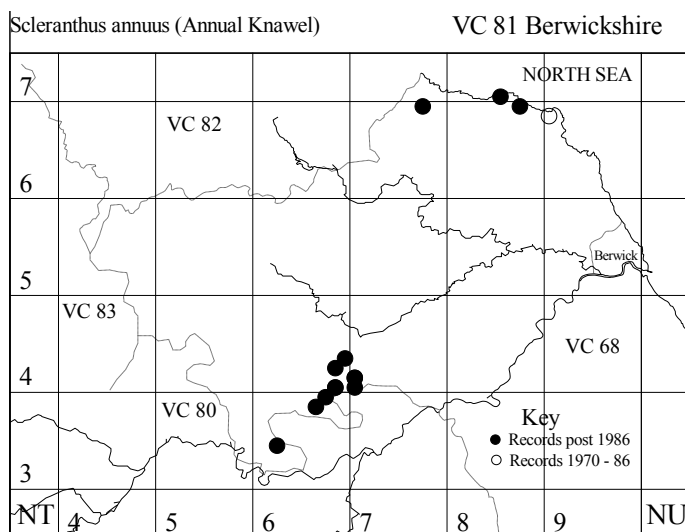 Scleranthus annuus (Annual Knawel) VC 81 Berwickshire
NORTH SEA
7
VC 82
6
Berwick
5
VC 83
VC 68
4
VC 80
Key
Records post 1986
Records 1970 - 86
3
NT 4 5 6 7 8 9 NU